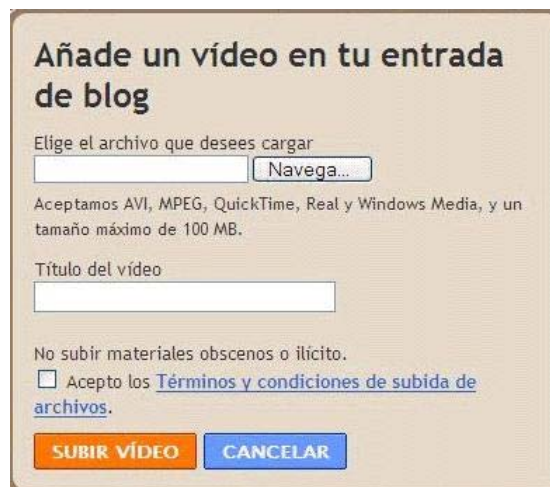 Añade un vídeo en tu entrada
de blog
Elige el archivo que desees cargar
Navega...
Aceptamos AVI, MPEG, QuickTime, Real y Windows Media, y un
tamaño máximo de 100 MB.
Título del vídeo
No subir materiales obscenos o ilícito.
Acepto los Términos y condiciones de subida de
archivos.
SUBIR VÍDEO CANCELAR